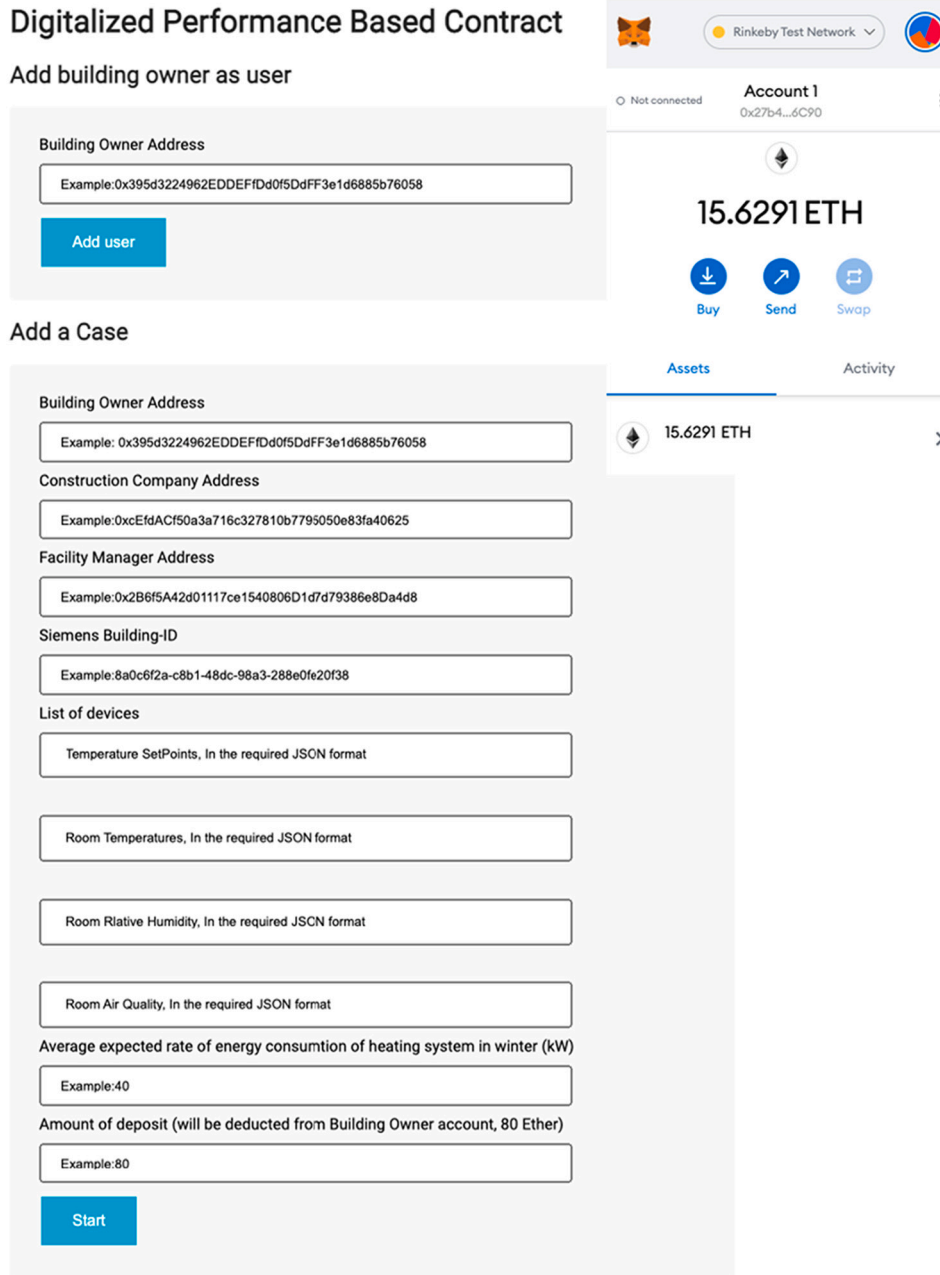 Digitalized Performance Based Contract
Add building owner as user
Building Owner Address
Example:0x395d3224962EDDEFfDd0f5DdFF3e1d6885b76058
Add user
Add a Case
Building Owner Address
Example: 0x395d3224962EDDEFfDd0f5DdFF3e1d6885b76058
Construction Company Address
Example:0xcEfdACf50a3a716c327810b7795050e83fa40625
Facility Manager Address
Example:0x2B6f5A42d01117ce1540806D1d7d79386e8Da4d8
Siemens Building-ID
Example:8a0c6f2a-c8b1-48dc-98a3-288e0fe20f38
List of devices
Temperature SetPoints, In the required JSON format
Room Temperatures, In the required JSON format
Room Rlative Humidity, In the required JSON format
Room Air Quality, In the required JSON format
Average expected rate of energy consumtion of heating system in winter (kW)
Example:40
Amount of deposit (will be deducted from Building Owner account, 80 Ether)
Example:80
Start
Rinkeby Test Network
Not connected
Account 1
0x27b4...6C90
15.6291 ETH
Buy
Send
Swap
Assets
Activity
15.6291 ETH